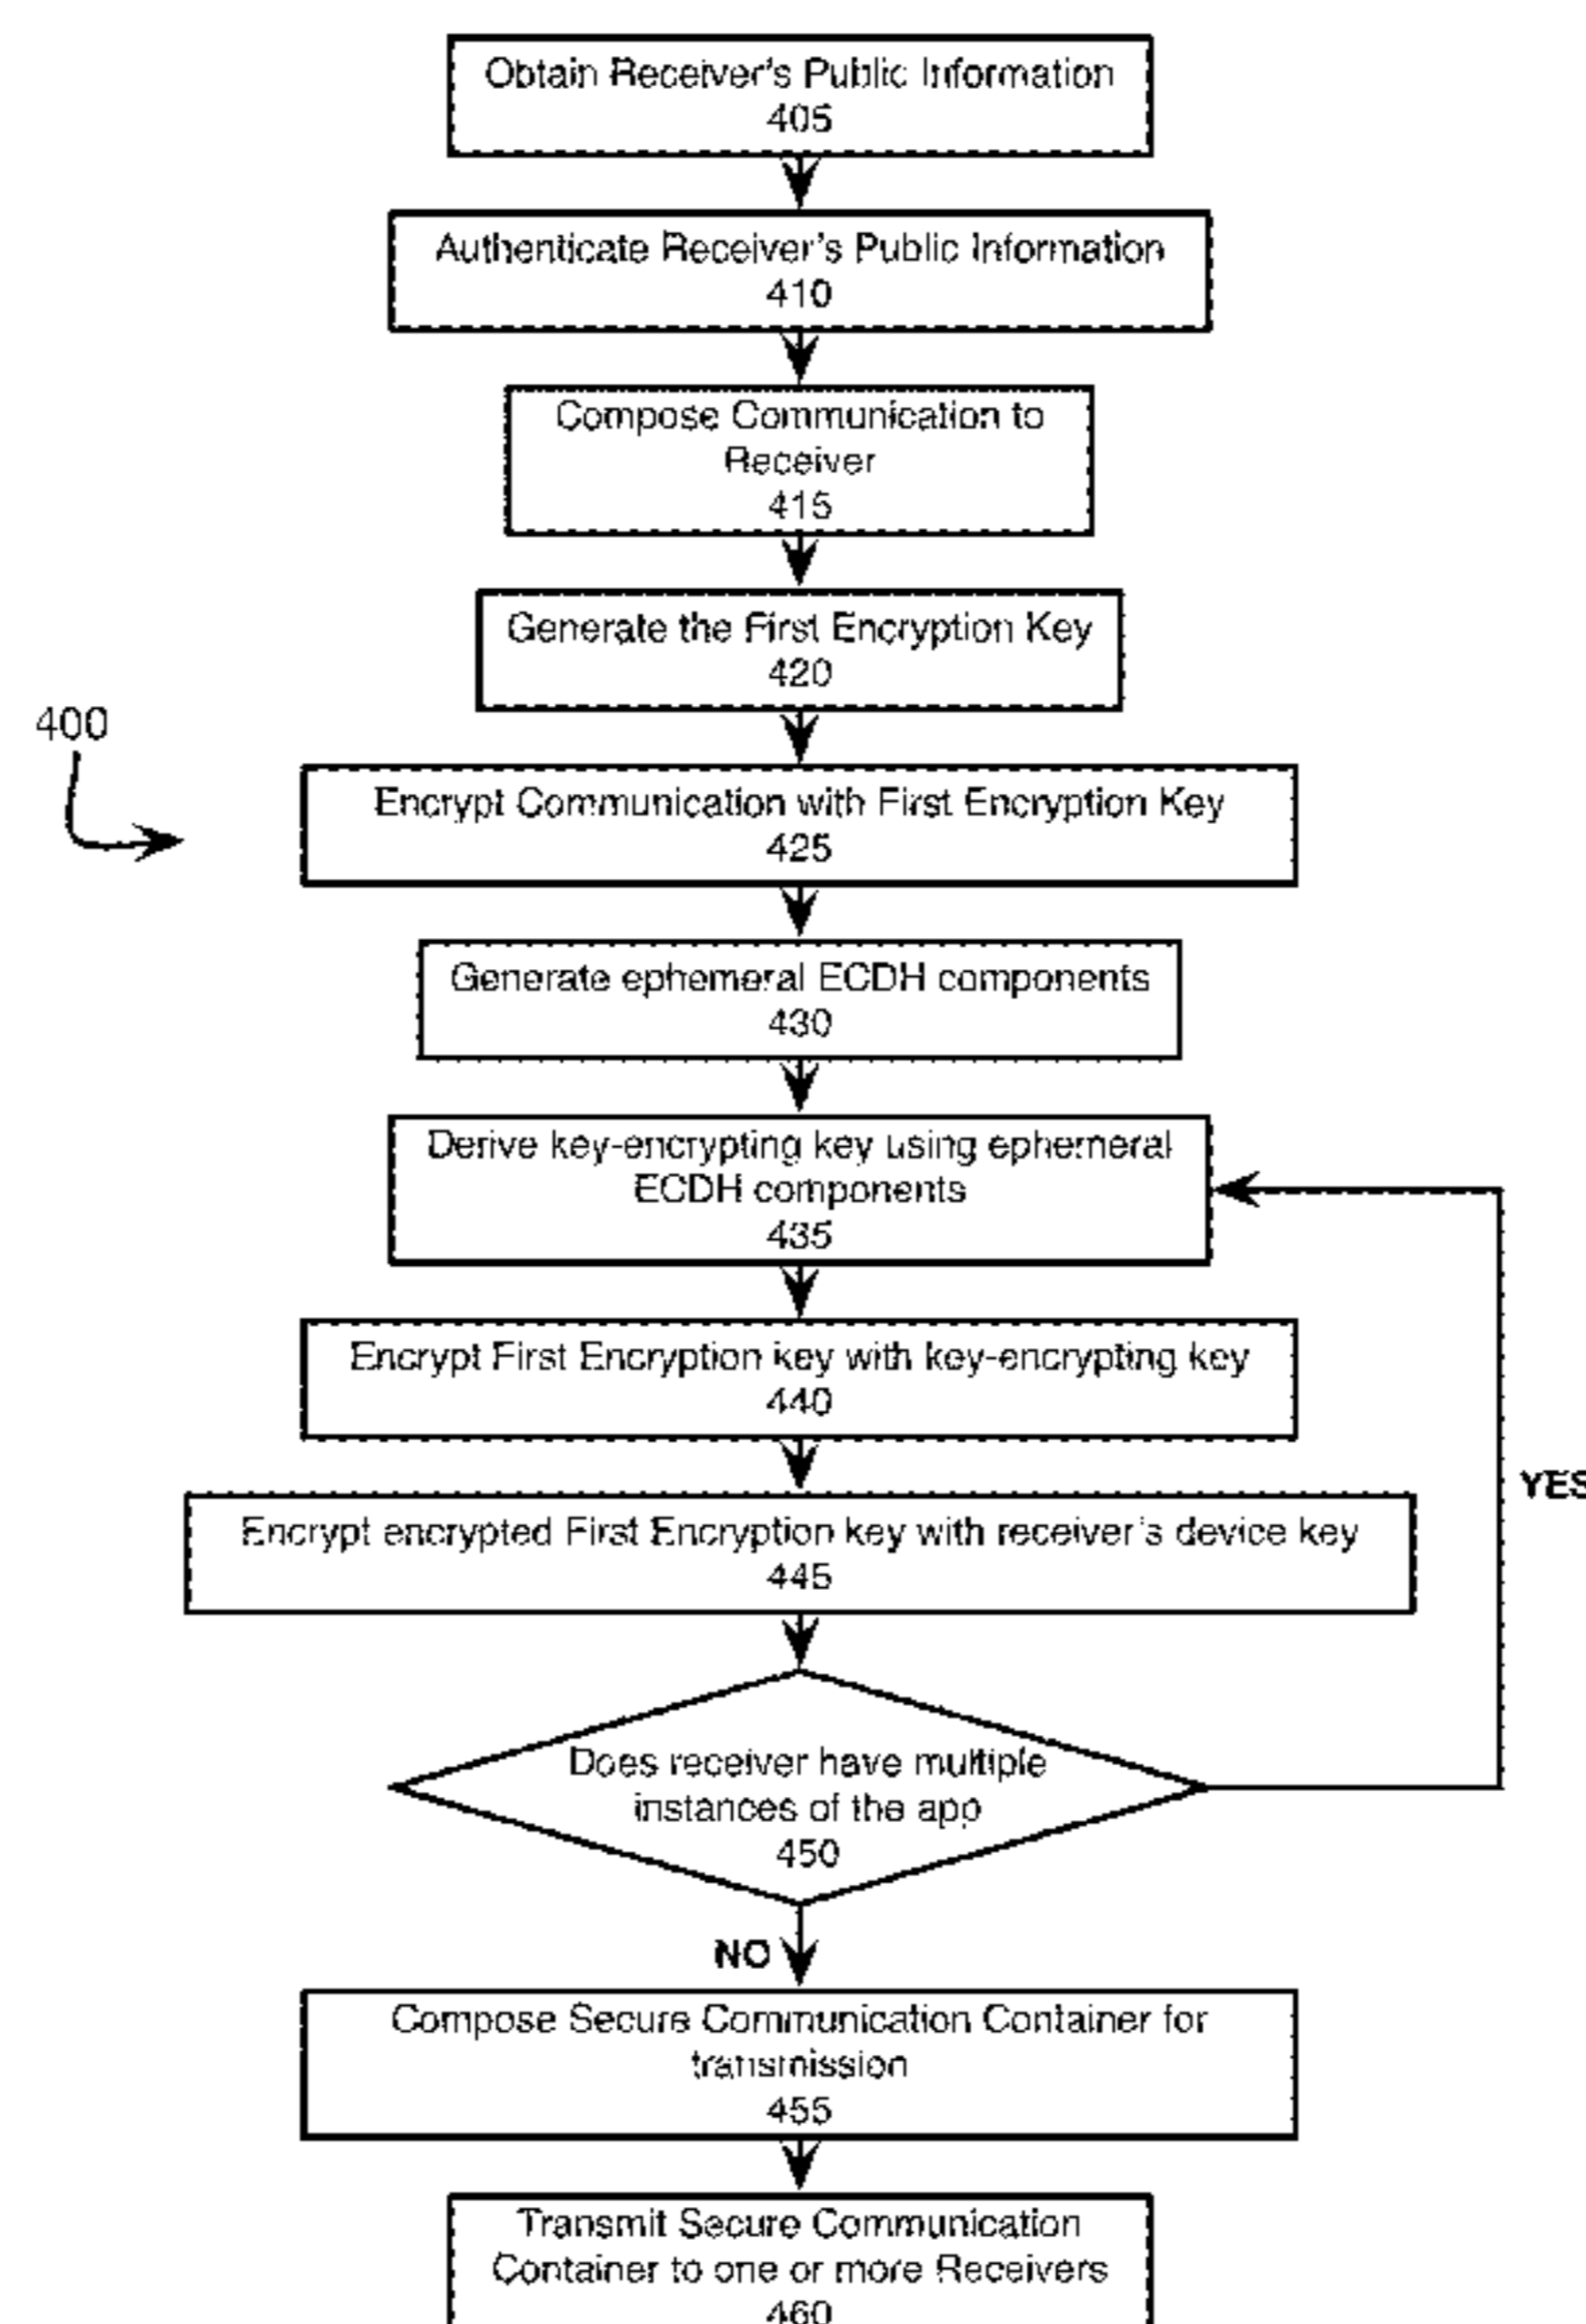 Obtain Receiver's Public Information
405
Authenticate Receiver's Public Information
410
Compose Communication to
Receiver
415
Generate the First Encryption Key
420
400
Encrypt Communication with First Encryption Key
425
Generate ephemeral ECDH components
430
Derive key-encrypting key using ephemeral
ECDH components
435
Encrypt First Encryption key with key-encrypting key
440
YES
Encrypt encrypted First Encryption key with receiver's device key
445
Does receiver have multiple
instances of the app
450
NO
Compose Secure Communication Container for
transmission
455
Transmit Secure Communication
Container to one or more Receivers
460